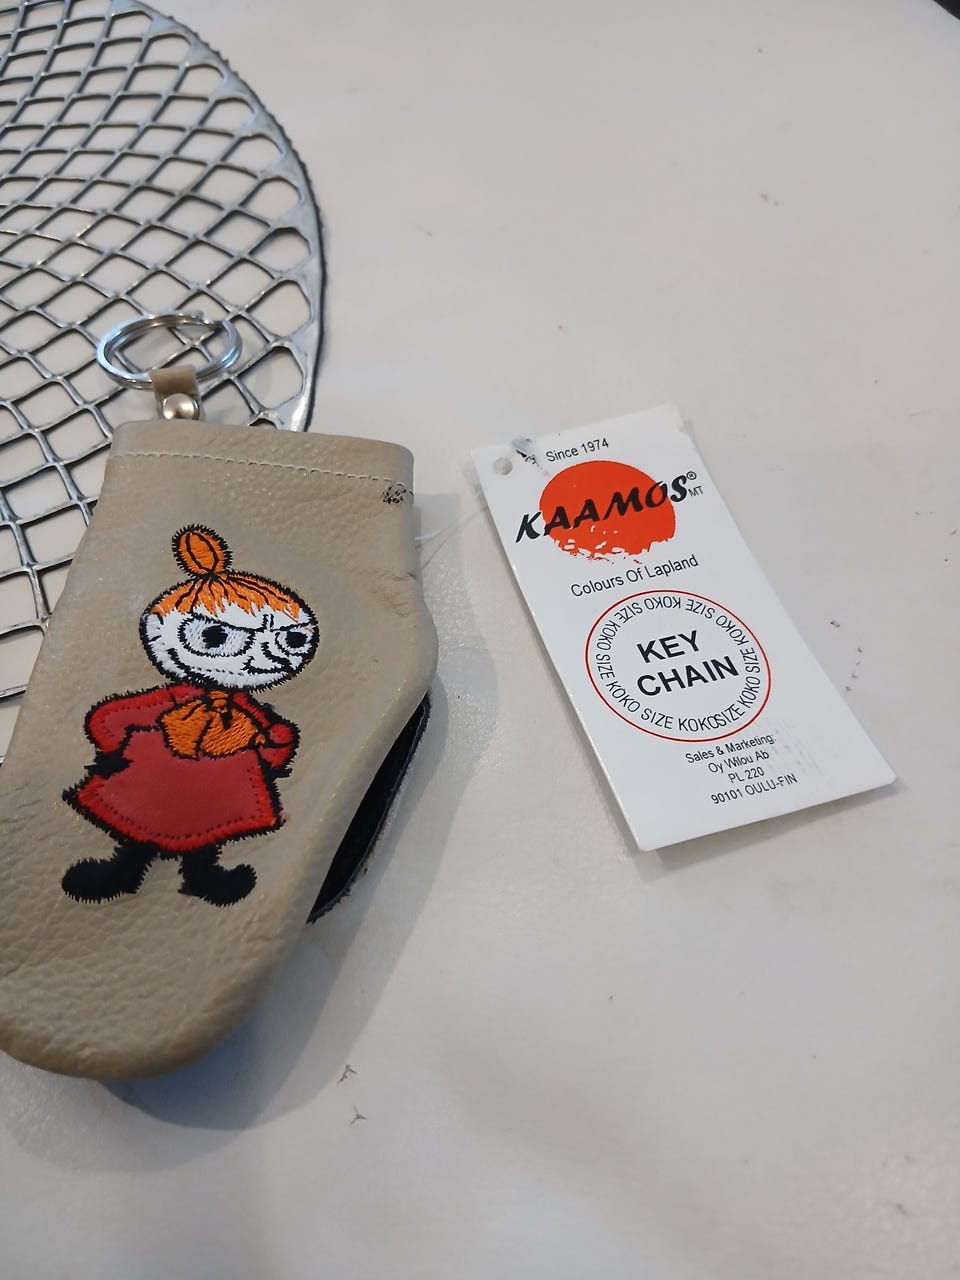 Since 1974
KAAMOS® MT
Colours Of Lapland
KOKO SIZE KOKO SIZE KOKO SIZE KOKO SIZE KOKOSIZE
KEY
CHAIN
Sales & Marketing:
Oy Wilou Ab
PL 220
90101 OULU-FIN